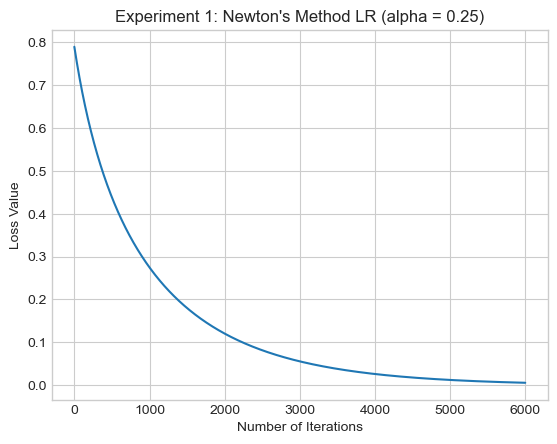 Experiment 1: Newton's Method LR (alpha = 0.25)
0.8
0.7
0.6
0.5
0.4
0.3
0.2
0.1
0.0
Loss Value
0 1000 2000 3000 4000 5000 6000
Number of Iterations